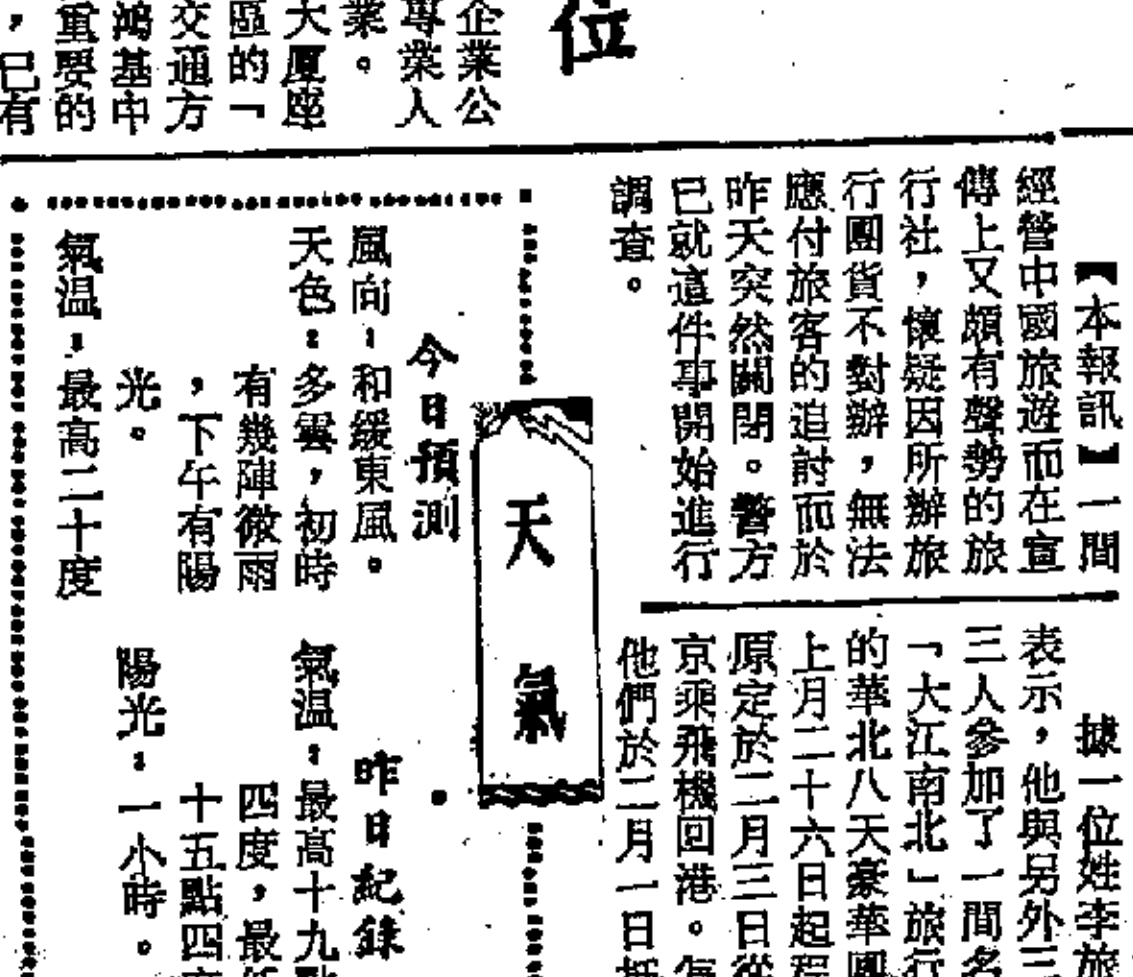 位
企業公
專業人
業。
大厦座
區的「
交通方
鴻基中
重要的
，已有
【本報訊】一間
經營中國旅遊而在宣
傳上又頗有聲勢的旅
行社，懷疑因所辦旅
行團貨不對辦，無法
應付旅客的追討而於
昨天突然關閉。警方
已就這件事開始進行
調查。
據一位姓李旅
表示，他與另外三
三人參加了一間名
「大江南北」旅行
的華北八天豪華團
上月二十六日起程
原定於二月三日從
京乘飛機回港。
他們於二月一日抵
天氣
今日預測
風向：和緩東風。
天色：多雲，初時
有幾陣微雨
，下午有陽
光。
氣温：最高二十度
昨日紀錄
氣温：最高十九點
四度，最低
十五點四度
陽光：一小時。